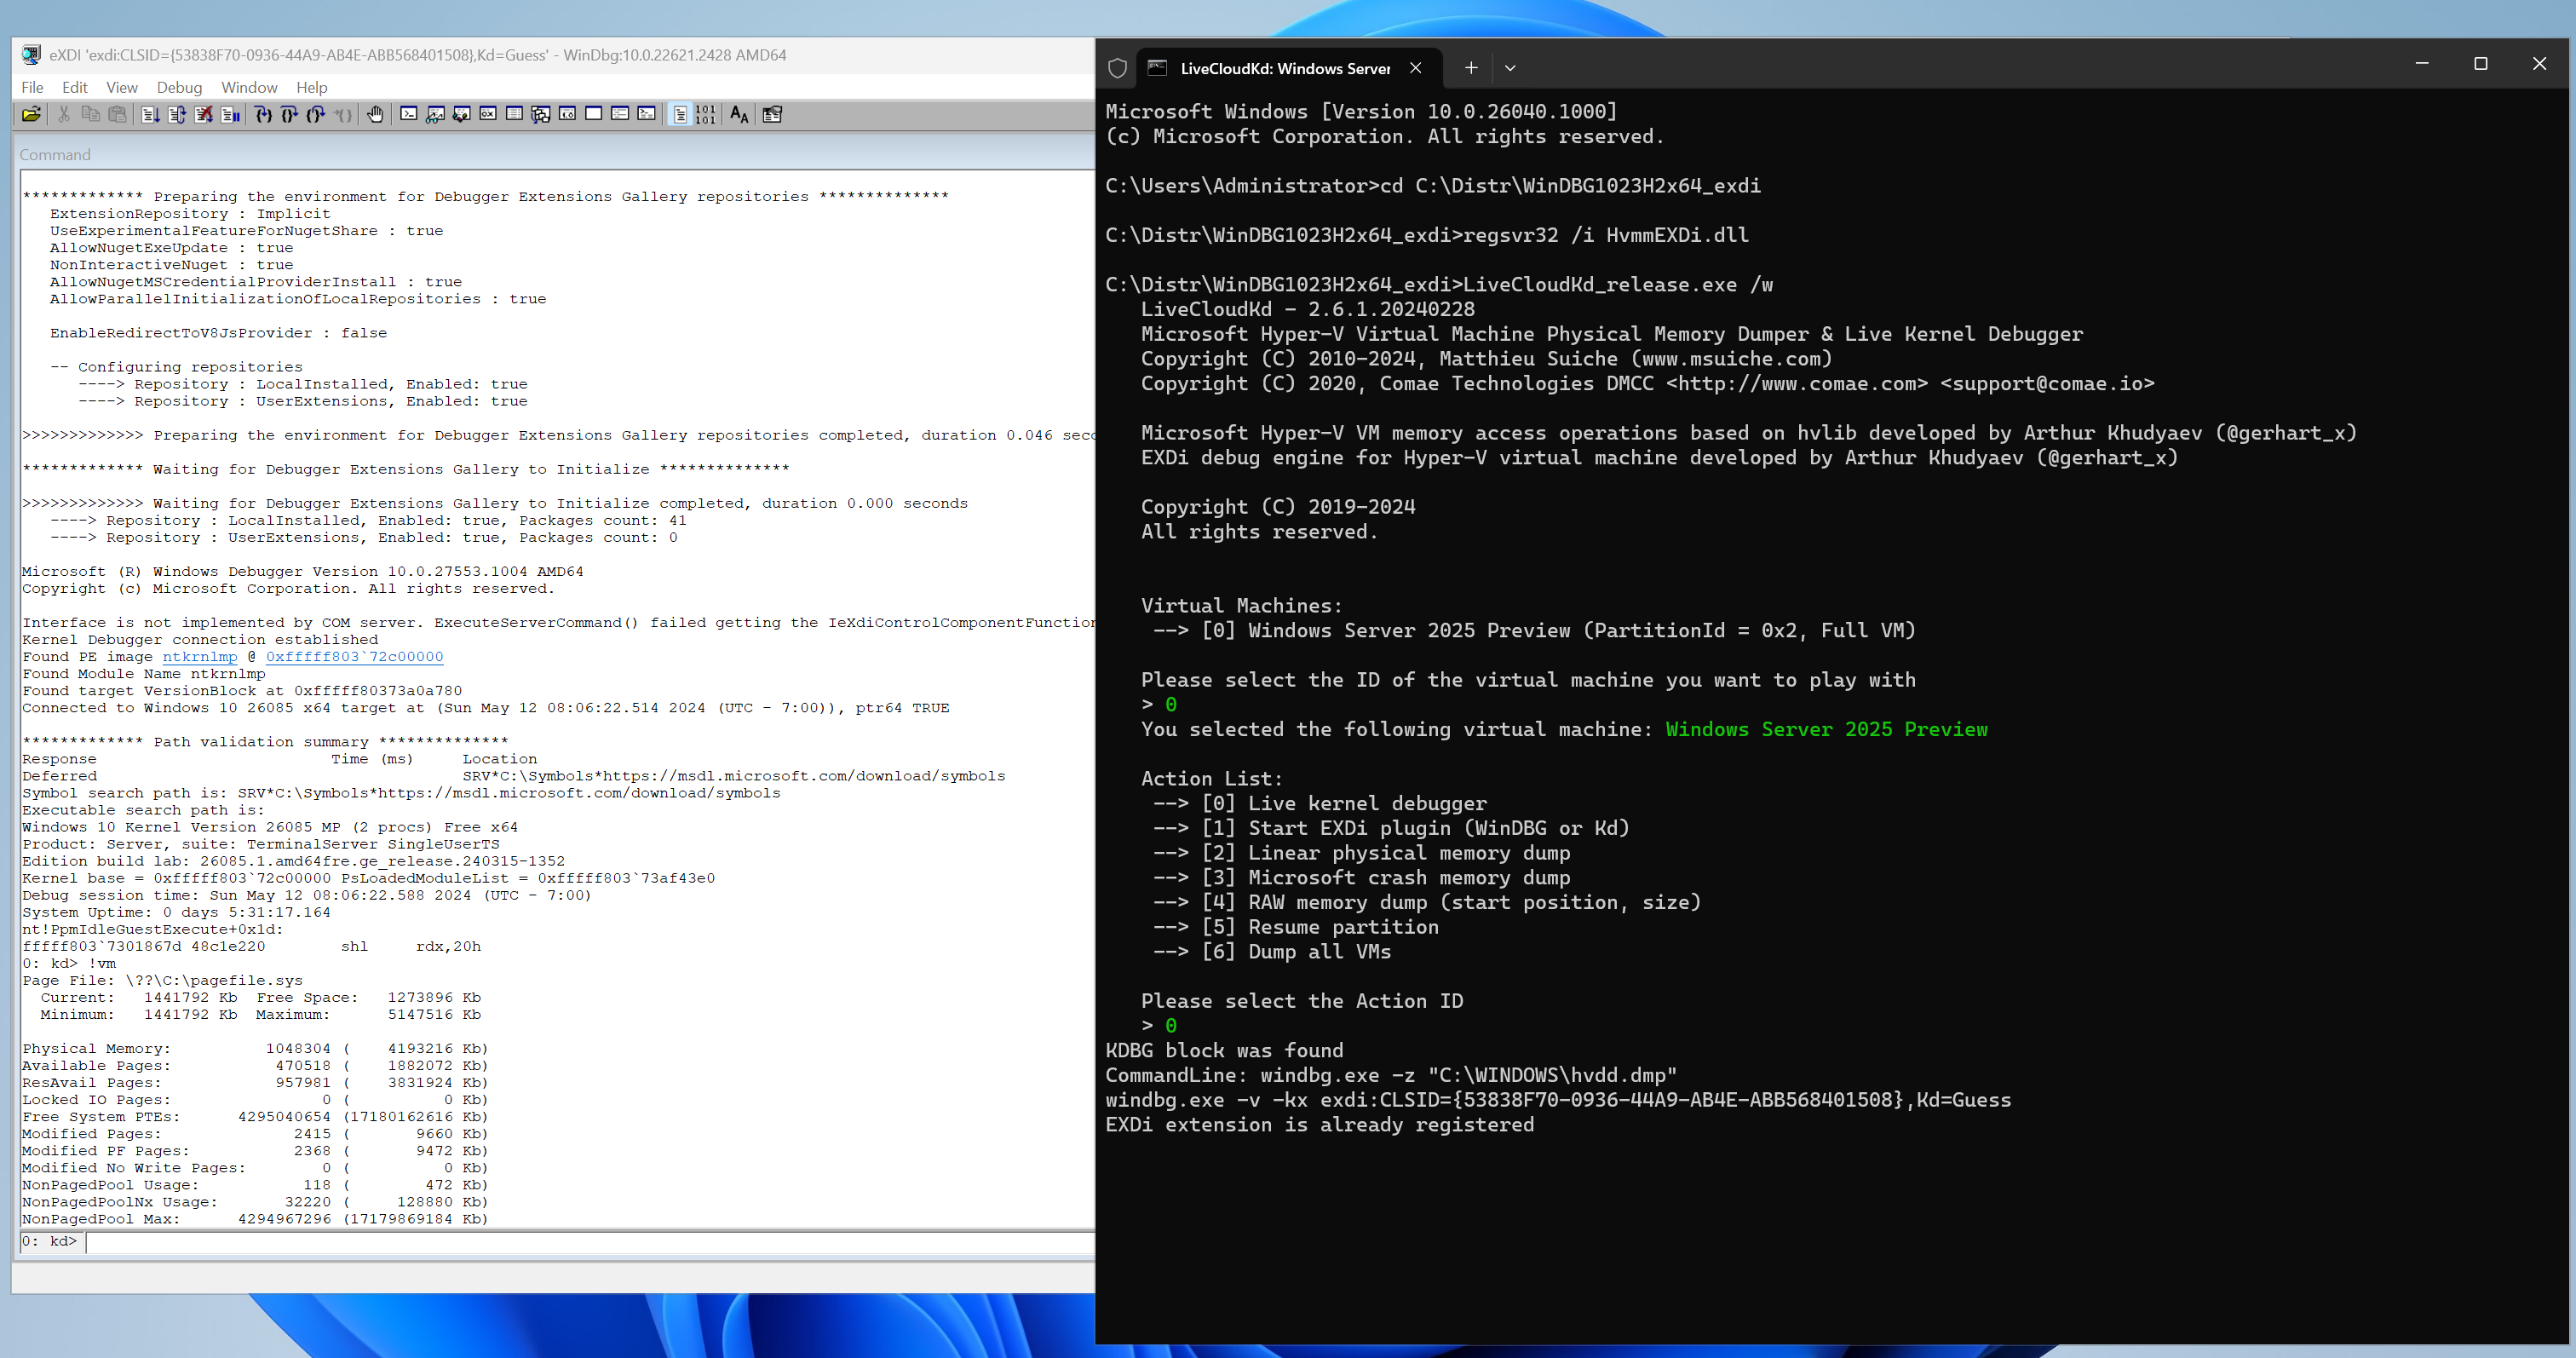 eXDI 'exdi:CLSID={53838F70-0936-44A9-AB4E-ABB568401508},Kd=Guess' - WinDbg:10.0.22621.2428 AMD64
File Edit View Debug Window Help
Command
************* Preparing the environment for Debugger Extensions Gallery repositories **************
ExtensionRepository : Implicit
UseExperimentalFeatureForNugetShare : true
AllowNugetExeUpdate : true
NonInteractiveNuget : true
AllowNugetMSCredentialProviderInstall : true
AllowParallelInitializationOfLocalRepositories : true
EnableRedirectToV8JsProvider : false
-- Configuring repositories
----> Repository : LocalInstalled, Enabled: true
----> Repository : UserExtensions, Enabled: true
>>>>>>>>>>>>> Preparing the environment for Debugger Extensions Gallery repositories completed, duration 0.046 seco
************* Waiting for Debugger Extensions Gallery to Initialize **************
>>>>>>>>>>>>> Waiting for Debugger Extensions Gallery to Initialize completed, duration 0.000 seconds
----> Repository : LocalInstalled, Enabled: true, Packages count: 41
----> Repository : UserExtensions, Enabled: true, Packages count: 0
Microsoft (R) Windows Debugger Version 10.0.27553.1004 AMD64
Copyright (c) Microsoft Corporation. All rights reserved.
Interface is not implemented by COM server. ExecuteServerCommand() failed getting the IeXdiControlComponentFunction
Kernel Debugger connection established
Found PE image ntkrnlmp @ 0xfffff803`72c00000
Found Module Name ntkrnlmp
Found target VersionBlock at 0xfffff80373a0a780
Connected to Windows 10 26085 x64 target at (Sun May 12 08:06:22.514 2024 (UTC - 7:00)), ptr64 TRUE
************* Path validation summary **************
Response Time (ms) Location
Deferred SRV*C:\Symbols*https://msdl.microsoft.com/download/symbols
Symbol search path is: SRV*C:\Symbols*https://msdl.microsoft.com/download/symbols
Executable search path is:
Windows 10 Kernel Version 26085 MP (2 procs) Free x64
Product: Server, suite: TerminalServer SingleUserTS
Edition build lab: 26085.1.amd64fre.ge_release.240315-1352
Kernel base = 0xfffff803`72c00000 PsLoadedModuleList = 0xfffff803`73af43e0
Debug session time: Sun May 12 08:06:22.588 2024 (UTC - 7:00)
System Uptime: 0 days 5:31:17.164
nt!PpmIdleGuestExecute+0x1d:
fffff803`7301867d 48c1e220 shl rdx,20h
0: kd> !vm
Page File: \??\C:\pagefile.sys
Current: 1441792 Kb Free Space: 1273896 Kb
Minimum: 1441792 Kb Maximum: 5147516 Kb
Physical Memory: 1048304 ( 4193216 Kb)
Available Pages: 470518 ( 1882072 Kb)
ResAvail Pages: 957981 ( 3831924 Kb)
Locked IO Pages: 0 ( 0 Kb)
Free System PTEs: 4295040654 (17180162616 Kb)
Modified Pages: 2415 ( 9660 Kb)
Modified PF Pages: 2368 ( 9472 Kb)
Modified No Write Pages: 0 ( 0 Kb)
NonPagedPool Usage: 118 ( 472 Kb)
NonPagedPoolNx Usage: 32220 ( 128880 Kb)
NonPagedPool Max: 4294967296 (17179869184 Kb)
0: kd>
LiveCloudKd: Windows Server
Microsoft Windows [Version 10.0.26040.1000]
(c) Microsoft Corporation. All rights reserved.
C:\Users\Administrator>cd C:\Distr\WinDBG1023H2x64_exdi
C:\Distr\WinDBG1023H2x64_exdi>regsvr32 /i HvmmEXDi.dll
C:\Distr\WinDBG1023H2x64_exdi>LiveCloudKd_release.exe /w
LiveCloudKd - 2.6.1.20240228
Microsoft Hyper-V Virtual Machine Physical Memory Dumper & Live Kernel Debugger
Copyright (C) 2010-2024, Matthieu Suiche (www.msuiche.com)
Copyright (C) 2020, Comae Technologies DMCC <http://www.comae.com> <support@comae.io>
Microsoft Hyper-V VM memory access operations based on hvlib developed by Arthur Khudyaev (@gerhart_x)
EXDi debug engine for Hyper-V virtual machine developed by Arthur Khudyaev (@gerhart_x)
Copyright (C) 2019-2024
All rights reserved.
Virtual Machines:
--> [0] Windows Server 2025 Preview (PartitionId = 0x2, Full VM)
Please select the ID of the virtual machine you want to play with
> 0
You selected the following virtual machine: Windows Server 2025 Preview
Action List:
--> [0] Live kernel debugger
--> [1] Start EXDi plugin (WinDBG or Kd)
--> [2] Linear physical memory dump
--> [3] Microsoft crash memory dump
--> [4] RAW memory dump (start position, size)
--> [5] Resume partition
--> [6] Dump all VMs
Please select the Action ID
> 0
KDBG block was found
CommandLine: windbg.exe -z "C:\WINDOWS\hvdd.dmp"
windbg.exe -v -kx exdi:CLSID={53838F70-0936-44A9-AB4E-ABB568401508},Kd=Guess
EXDi extension is already registered